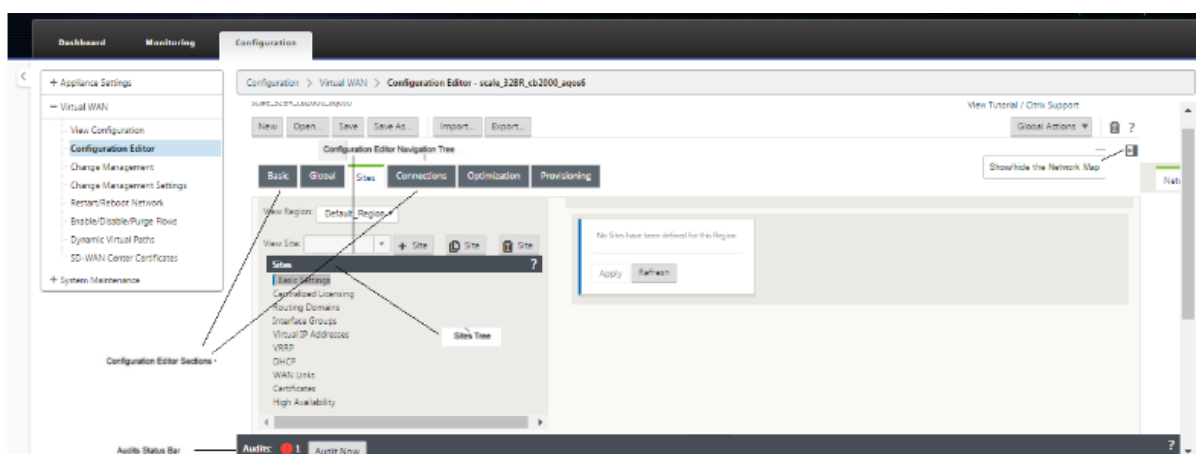 Dashboard Monitoring Configuration
+ Appliance Settings
Configuration > Virtual WAN > Configuration Editor - scale_32BR_cb2000_aqos6
− Virtual WAN
scale_32BR_cb2000_aqos6
View Tutorial / Citrix Support
View Configuration
New Open... Save Save As... Import... Export...
Global Actions ?
Configuration Editor
Configuration Editor Navigation Tree
Change Management
Show/hide the Network Map
Basic Global Sites Connections Optimization Provisioning
Change Management Settings
Restart/Reboot Network
View Region: Default_Region
Enable/Disable/Purge Flows
Dynamic Virtual Paths
No Sites have been defined for this Region.
View Site: + Site Site Site
SD-WAN Center Certificates
Sites ?
+ System Maintenance
Apply Refresh
Basic Settings
Centralized Licensing
Routing Domains
Interface Groups
Virtual IP Addresses
Sites Tree
VRRP
Configuration Editor Sections
DHCP
WAN Links
Certificates
High Availability
Audits Status Bar
Audits: 1 Audit Now ?